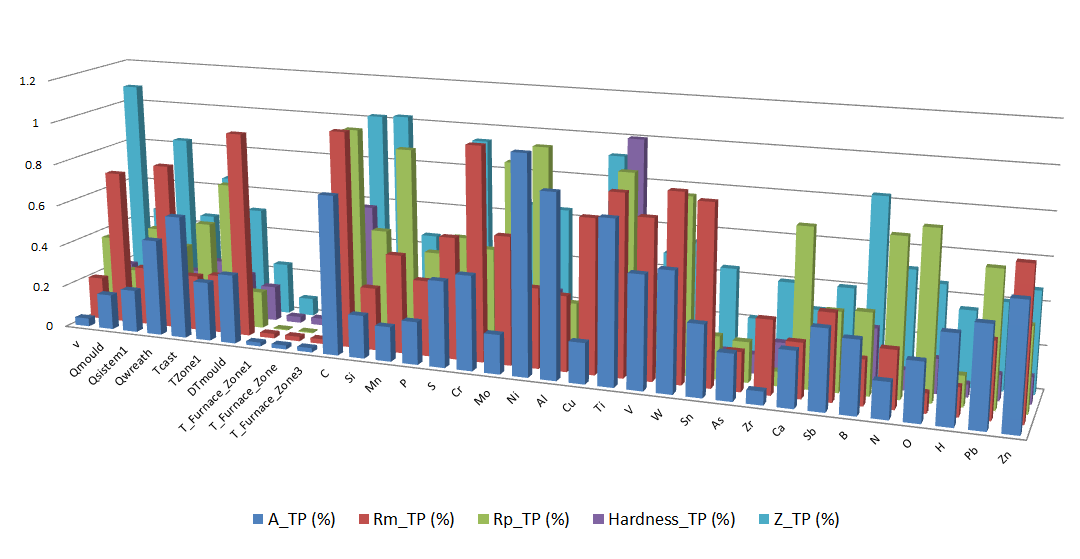 1.2
1
0.8
0.6
0.4
0.2
0
v
Qmould
Qsistem1
Qwreath
Tcast
TZone1
DTmould
T_Furnace_Zone1
T_Furnace_Zone
T_Furnace_Zone3
C
Si
Mn
P
S
Cr
Mo
Ni
Al
Cu
Ti
V
W
Sn
As
Zr
Ca
Sb
B
N
O
H
Pb
Zn
A_TP (%) Rm_TP (%) Rp_TP (%) Hardness_TP (%) Z_TP (%)